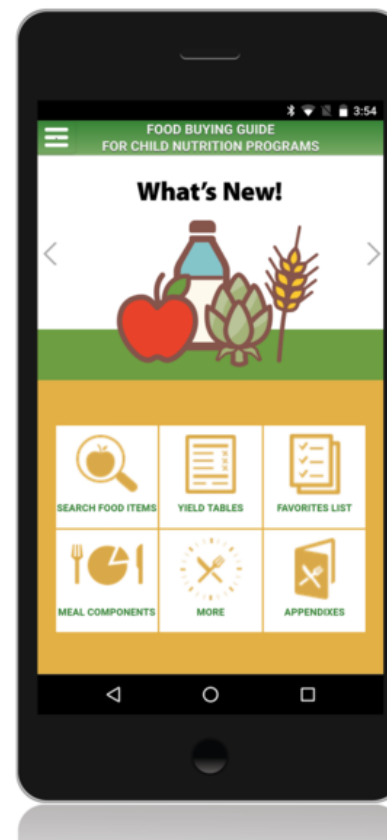 3:54
FOOD BUYING GUIDE
FOR CHILD NUTRITION PROGRAMS
What's New!
SEARCH FOOD ITEMS
YIELD TABLES
FAVORITES LIST
MEAL COMPONENTS
MORE
APPENDIXES